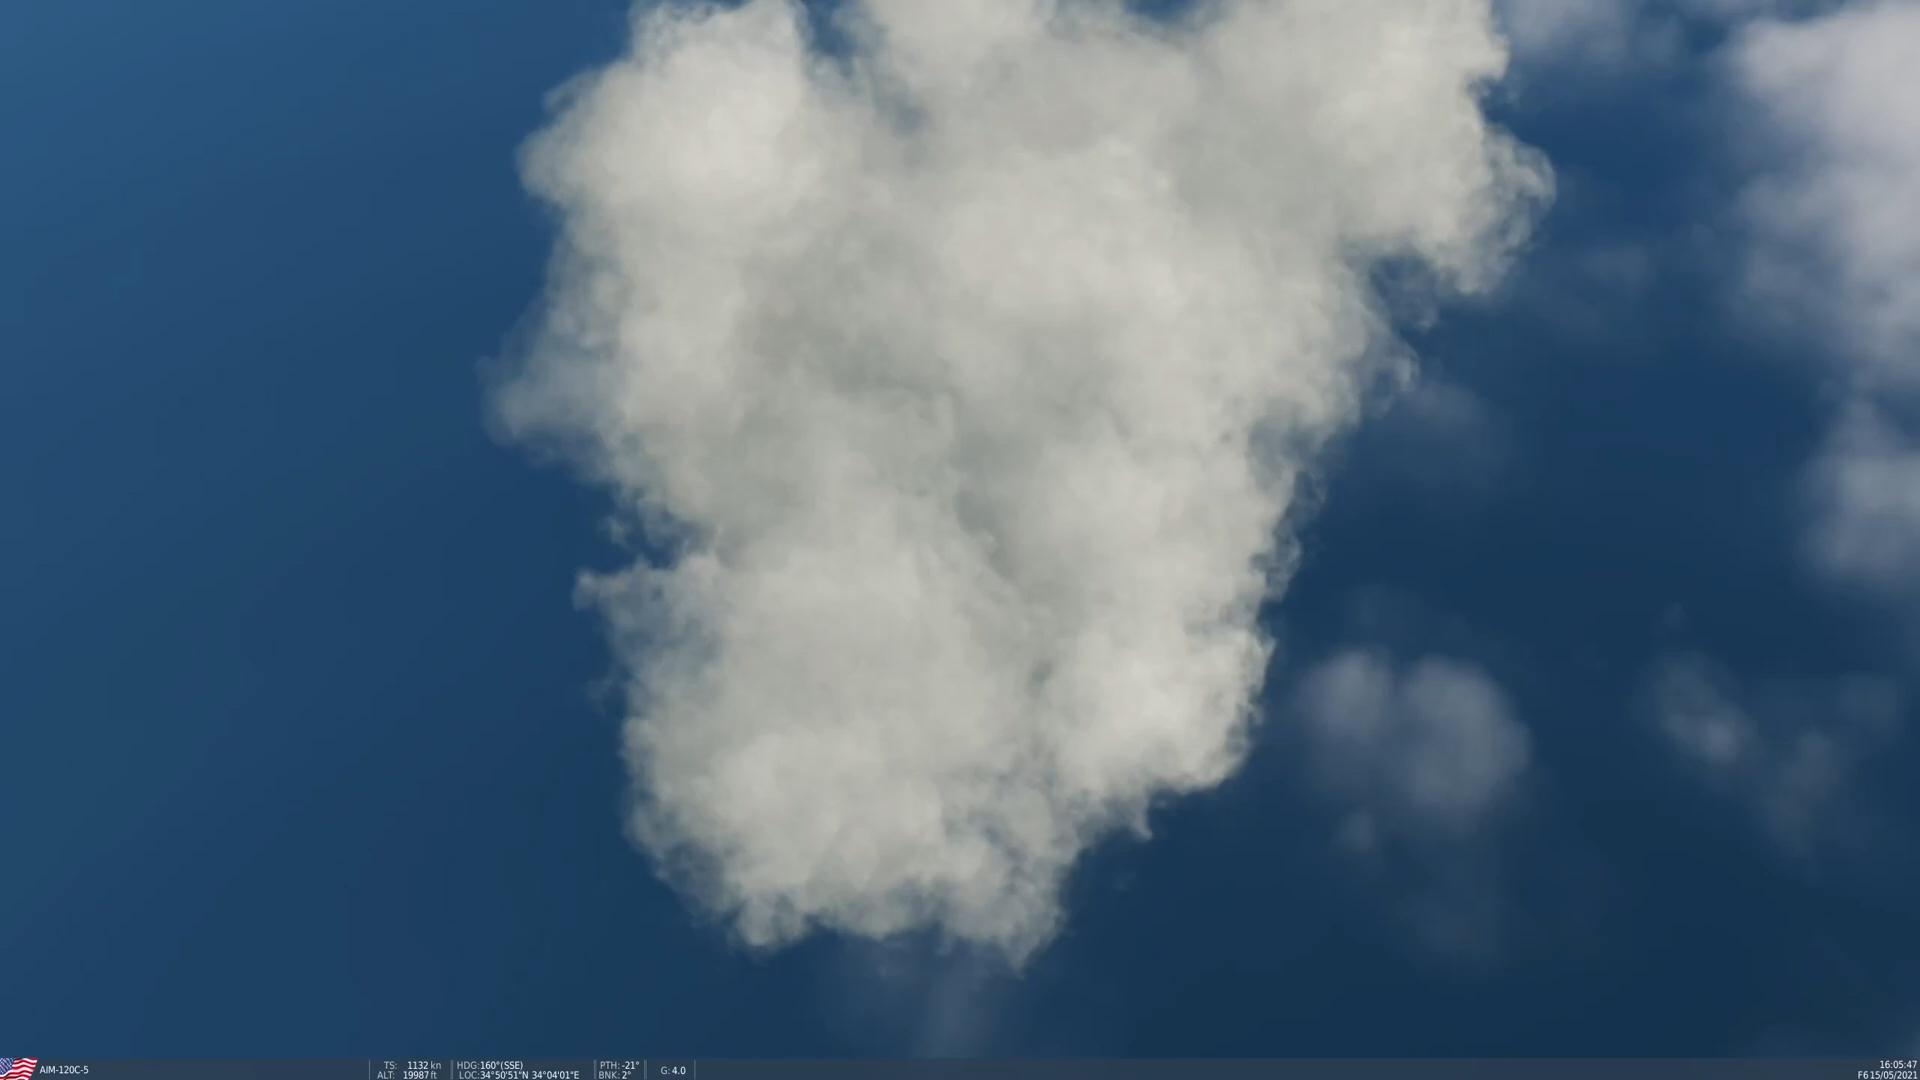 AIM-120C-5
TS: 1132 kn
ALT: 19987 ft
HDG:160°(SSE)
LOC:34°50'51"N 34°04'01"E
PTH:-21°
BNK: 2°
G: 4.0
16:05:47
F6 15/05/2021